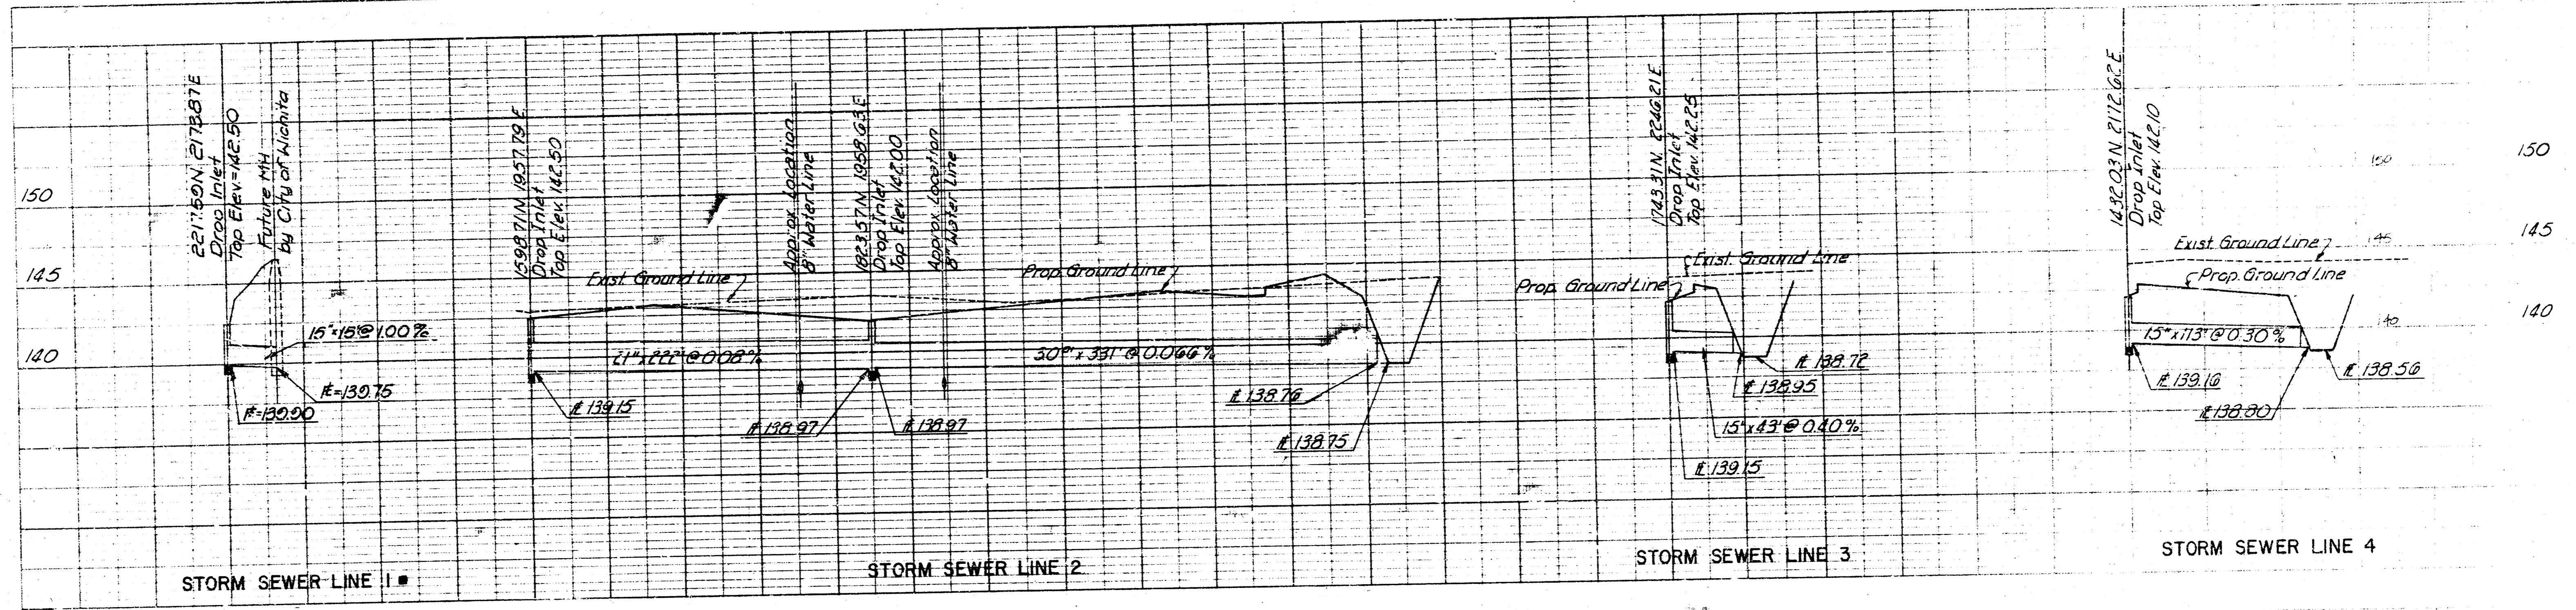 2217.59N 2173.87E
Drop Inlet
Top Elev=142.50
Future MH
by City of Wichita
150
145
140
15"x15'@1.00%
℄=139.75
℄=139.90
STORM SEWER LINE 1
1598.71N 1937.79E
Drop Inlet
Top Elev. 142.50
Exist. Ground Line
Approx. Location
8" Water Line
1823.57N 1958.63E
Drop Inlet
Top Elev. 142.00
Approx. Location
8" Water Line
Prop. Ground Line
21"x222'@0.08%
℄ 139.15
℄ 138.97
℄ 138.97
℄ 138.76
℄ 138.75
STORM SEWER LINE 2
1743.31N 2246.21E
Drop Inlet
Top Elev. 142.25
Exist. Ground Line
Prop. Ground Line
℄ 138.72
℄ 138.95
15"x43'@0.40%
℄ 139.15
STORM SEWER LINE 3
1432.03N 2112.62E
Drop Inlet
Top Elev. 142.10
Exist. Ground Line
Prop. Ground Line
15"x113'@0.30%
℄ 139.16
℄ 138.80
℄ 138.56
150
145
140
150
145
140
STORM SEWER LINE 4